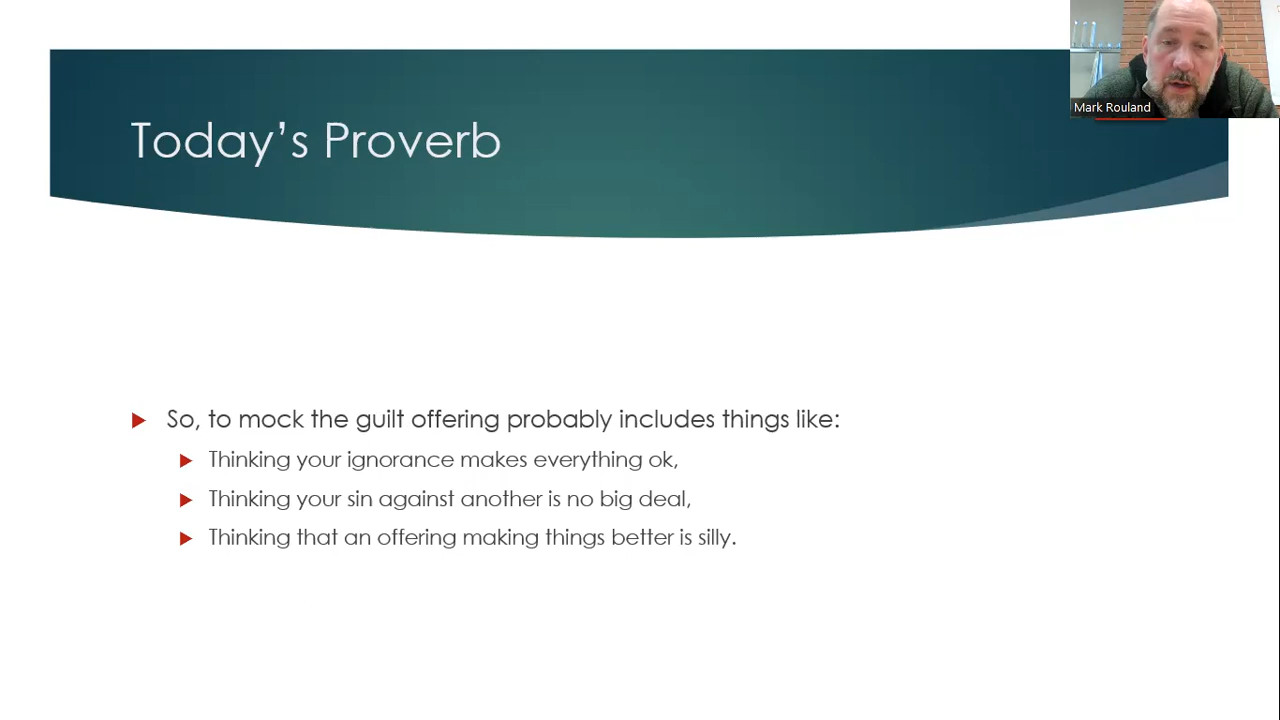 Mark Rouland
Today's Proverb
So, to mock the guilt offering probably includes things like:
Thinking your ignorance makes everything ok,
Thinking your sin against another is no big deal,
Thinking that an offering making things better is silly.